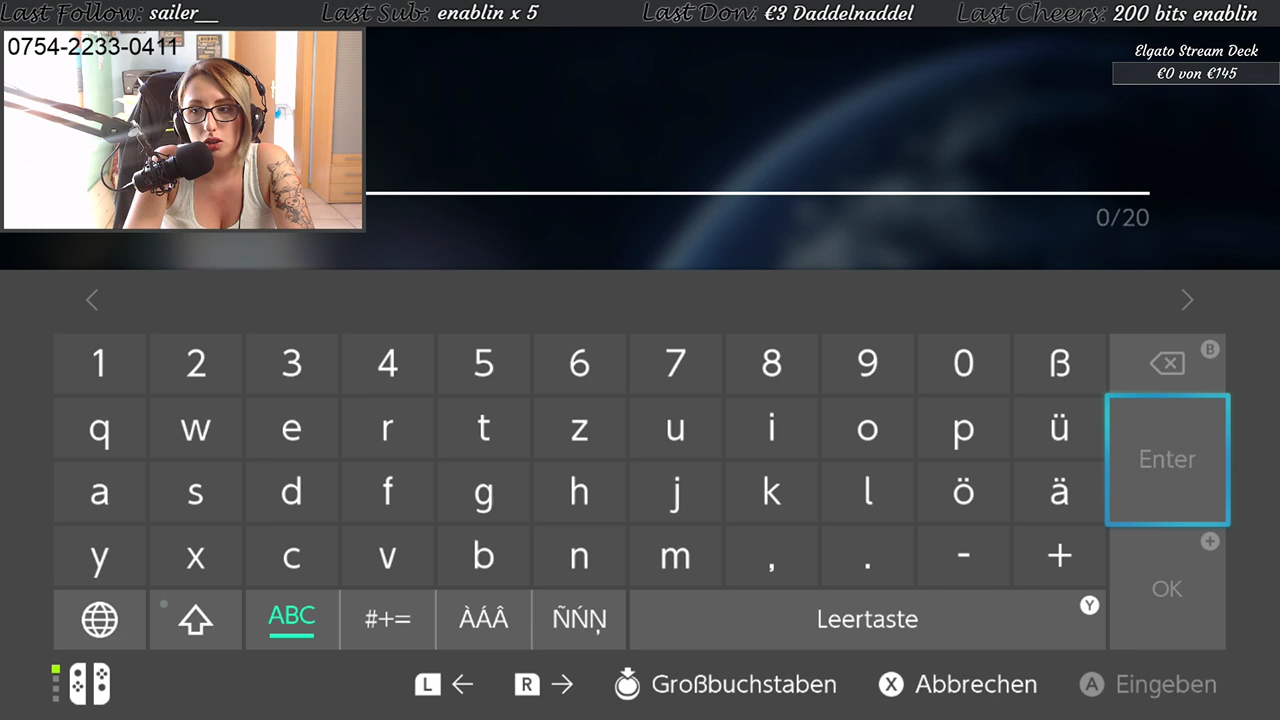 Last Follow: sailer__ Last Sub: enablin x 5 Last Don: €3 Daddelnaddel Last Cheers: 200 bits enablin
0754-2233-0411
Elgato Stream Deck
€0 von €145
0/20
1 2 3 4 5 6 7 8 9 0 ß B
q w e r t z u i o p ü Enter
a s d f g h j k l ö ä
y x c v b n m , . - + OK
ABC #+= ÀÁÂ ÑŃŅ Leertaste Y
L ← R → Großbuchstaben X Abbrechen A Eingeben